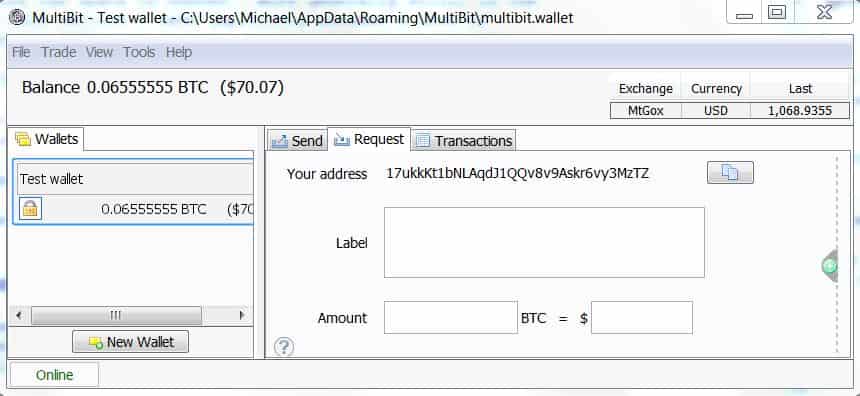 MultiBit - Test wallet - C:\Users\Michael\AppData\Roaming\MultiBit\multibit.wallet
File Trade View Tools Help
Balance 0.06555555 BTC ($70.07)
Exchange Currency Last
MtGox USD 1,068.9355
Wallets
Send Request Transactions
Test wallet
0.06555555 BTC ($70
Your address 17ukkKt1bNLAqdJ1QQv8v9Askr6vy3MzTZ
Label
Amount BTC = $
New Wallet
?
Online